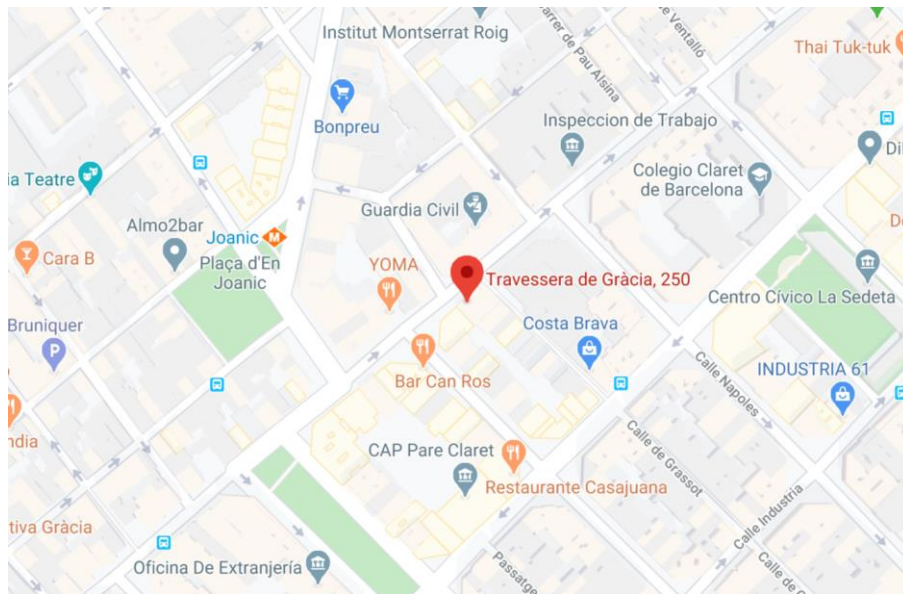 Institut Montserrat Roig
arrer de Pau Alsina
e Ventalló
Thai Tuk-tuk
Bonpreu
Inspeccion de Trabajo
Dil
Colegio Claret
de Barcelona
ia Teatre
Guardia Civil
Almo2bar
Joanic
M
Cara B
Plaça d'En
Joanic
YOMA
Travessera de Gràcia, 250
Centro Cívico La Sedeta
Bruniquer
P
Costa Brava
Bar Can Ros
INDUSTRIA 61
Calle Napoles
ndia
CAP Pare Claret
Calle de Grassot
Restaurante Casajuana
tiva Gràcia
Calle Industria
Oficina De Extranjería
Passatge
Calle de